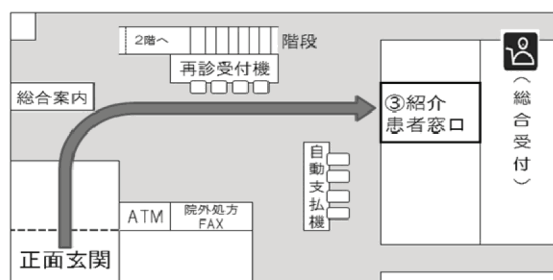 2階へ
階段
再診受付機
総合案内
③紹介
患者窓口
（総合受付）
自動支払機
ATM
院外処方
FAX
正面玄関